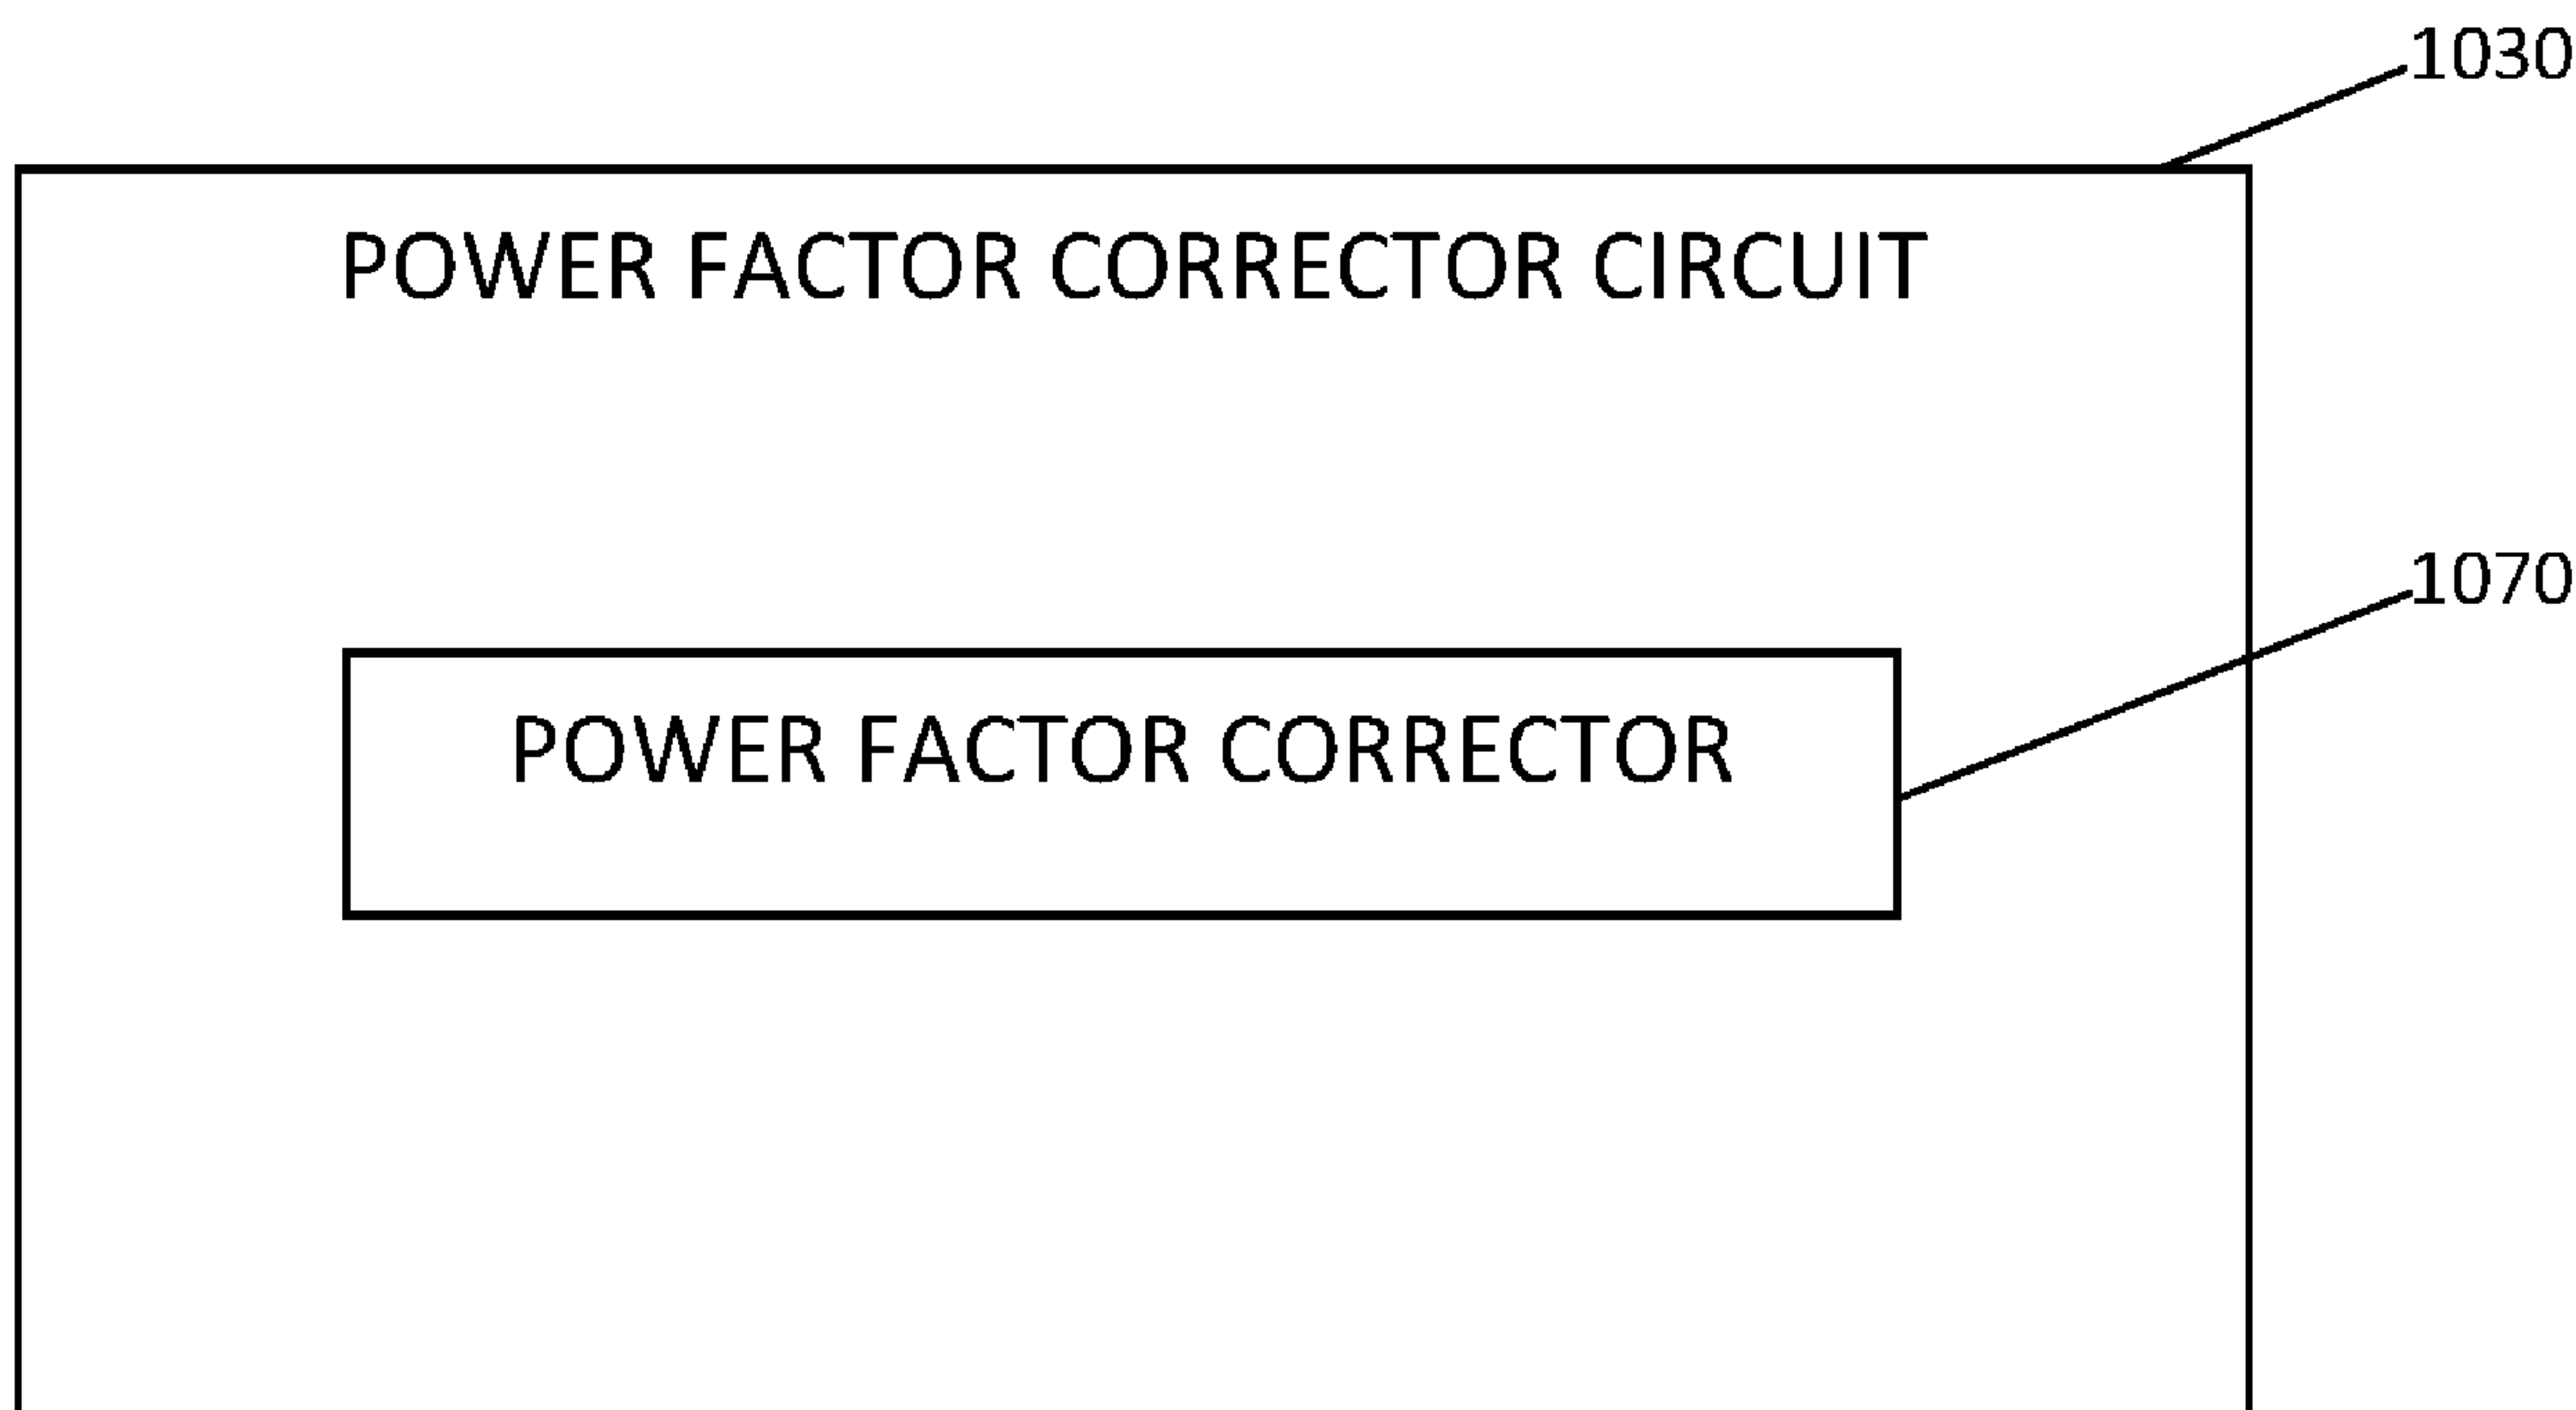 1030
POWER FACTOR CORRECTOR CIRCUIT
1070
POWER FACTOR CORRECTOR